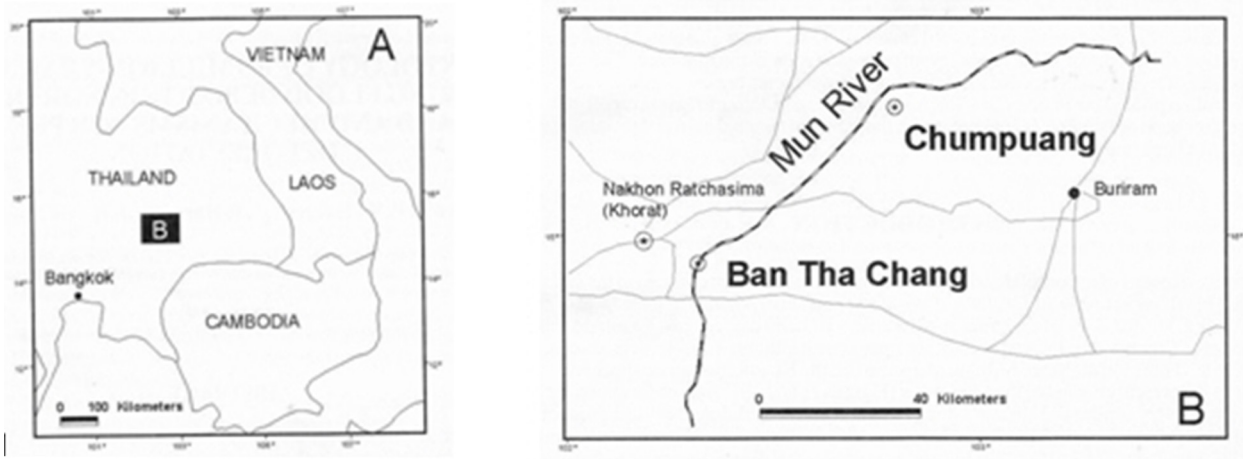 A
VIETNAM
THAILAND
LAOS
B
Bangkok
CAMBODIA
0 100 Kilometers
Mun River
Chumpuang
Nakhon Ratchasima
(Khorat)
Buriram
Ban Tha Chang
0 40 Kilometers
B